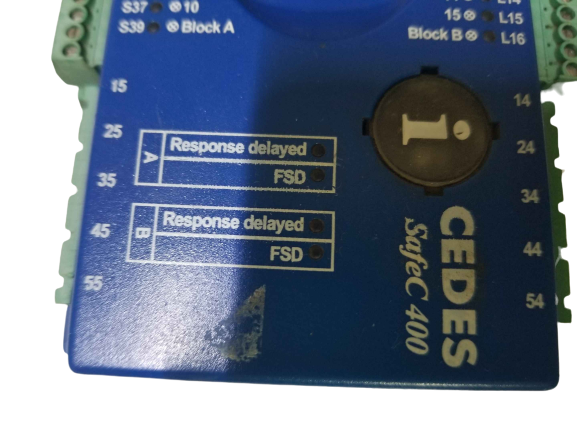 S37 10
S39 Block A
L14
15 L15
Block B L16
15
25
35
45
55
A
Response delayed
FSD
B
Response delayed
FSD
i
14
24
34
44
54
CEDES
SafeC 400